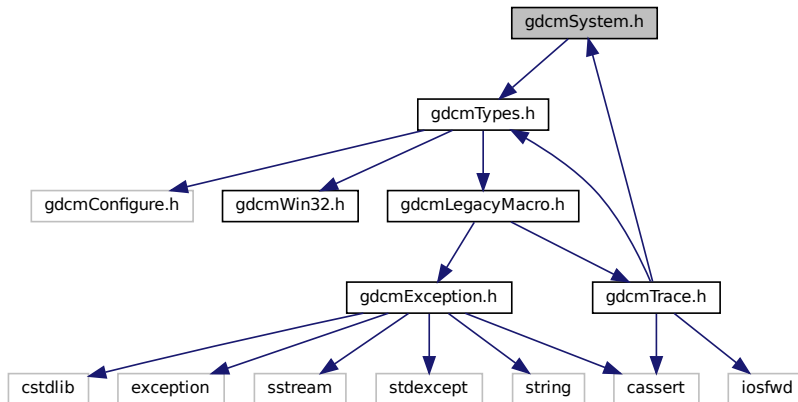 gdcmSystem.h
gdcmTypes.h
gdcmConfigure.h
gdcmWin32.h
gdcmLegacyMacro.h
gdcmException.h
gdcmTrace.h
cstdlib
exception
sstream
stdexcept
string
cassert
iosfwd